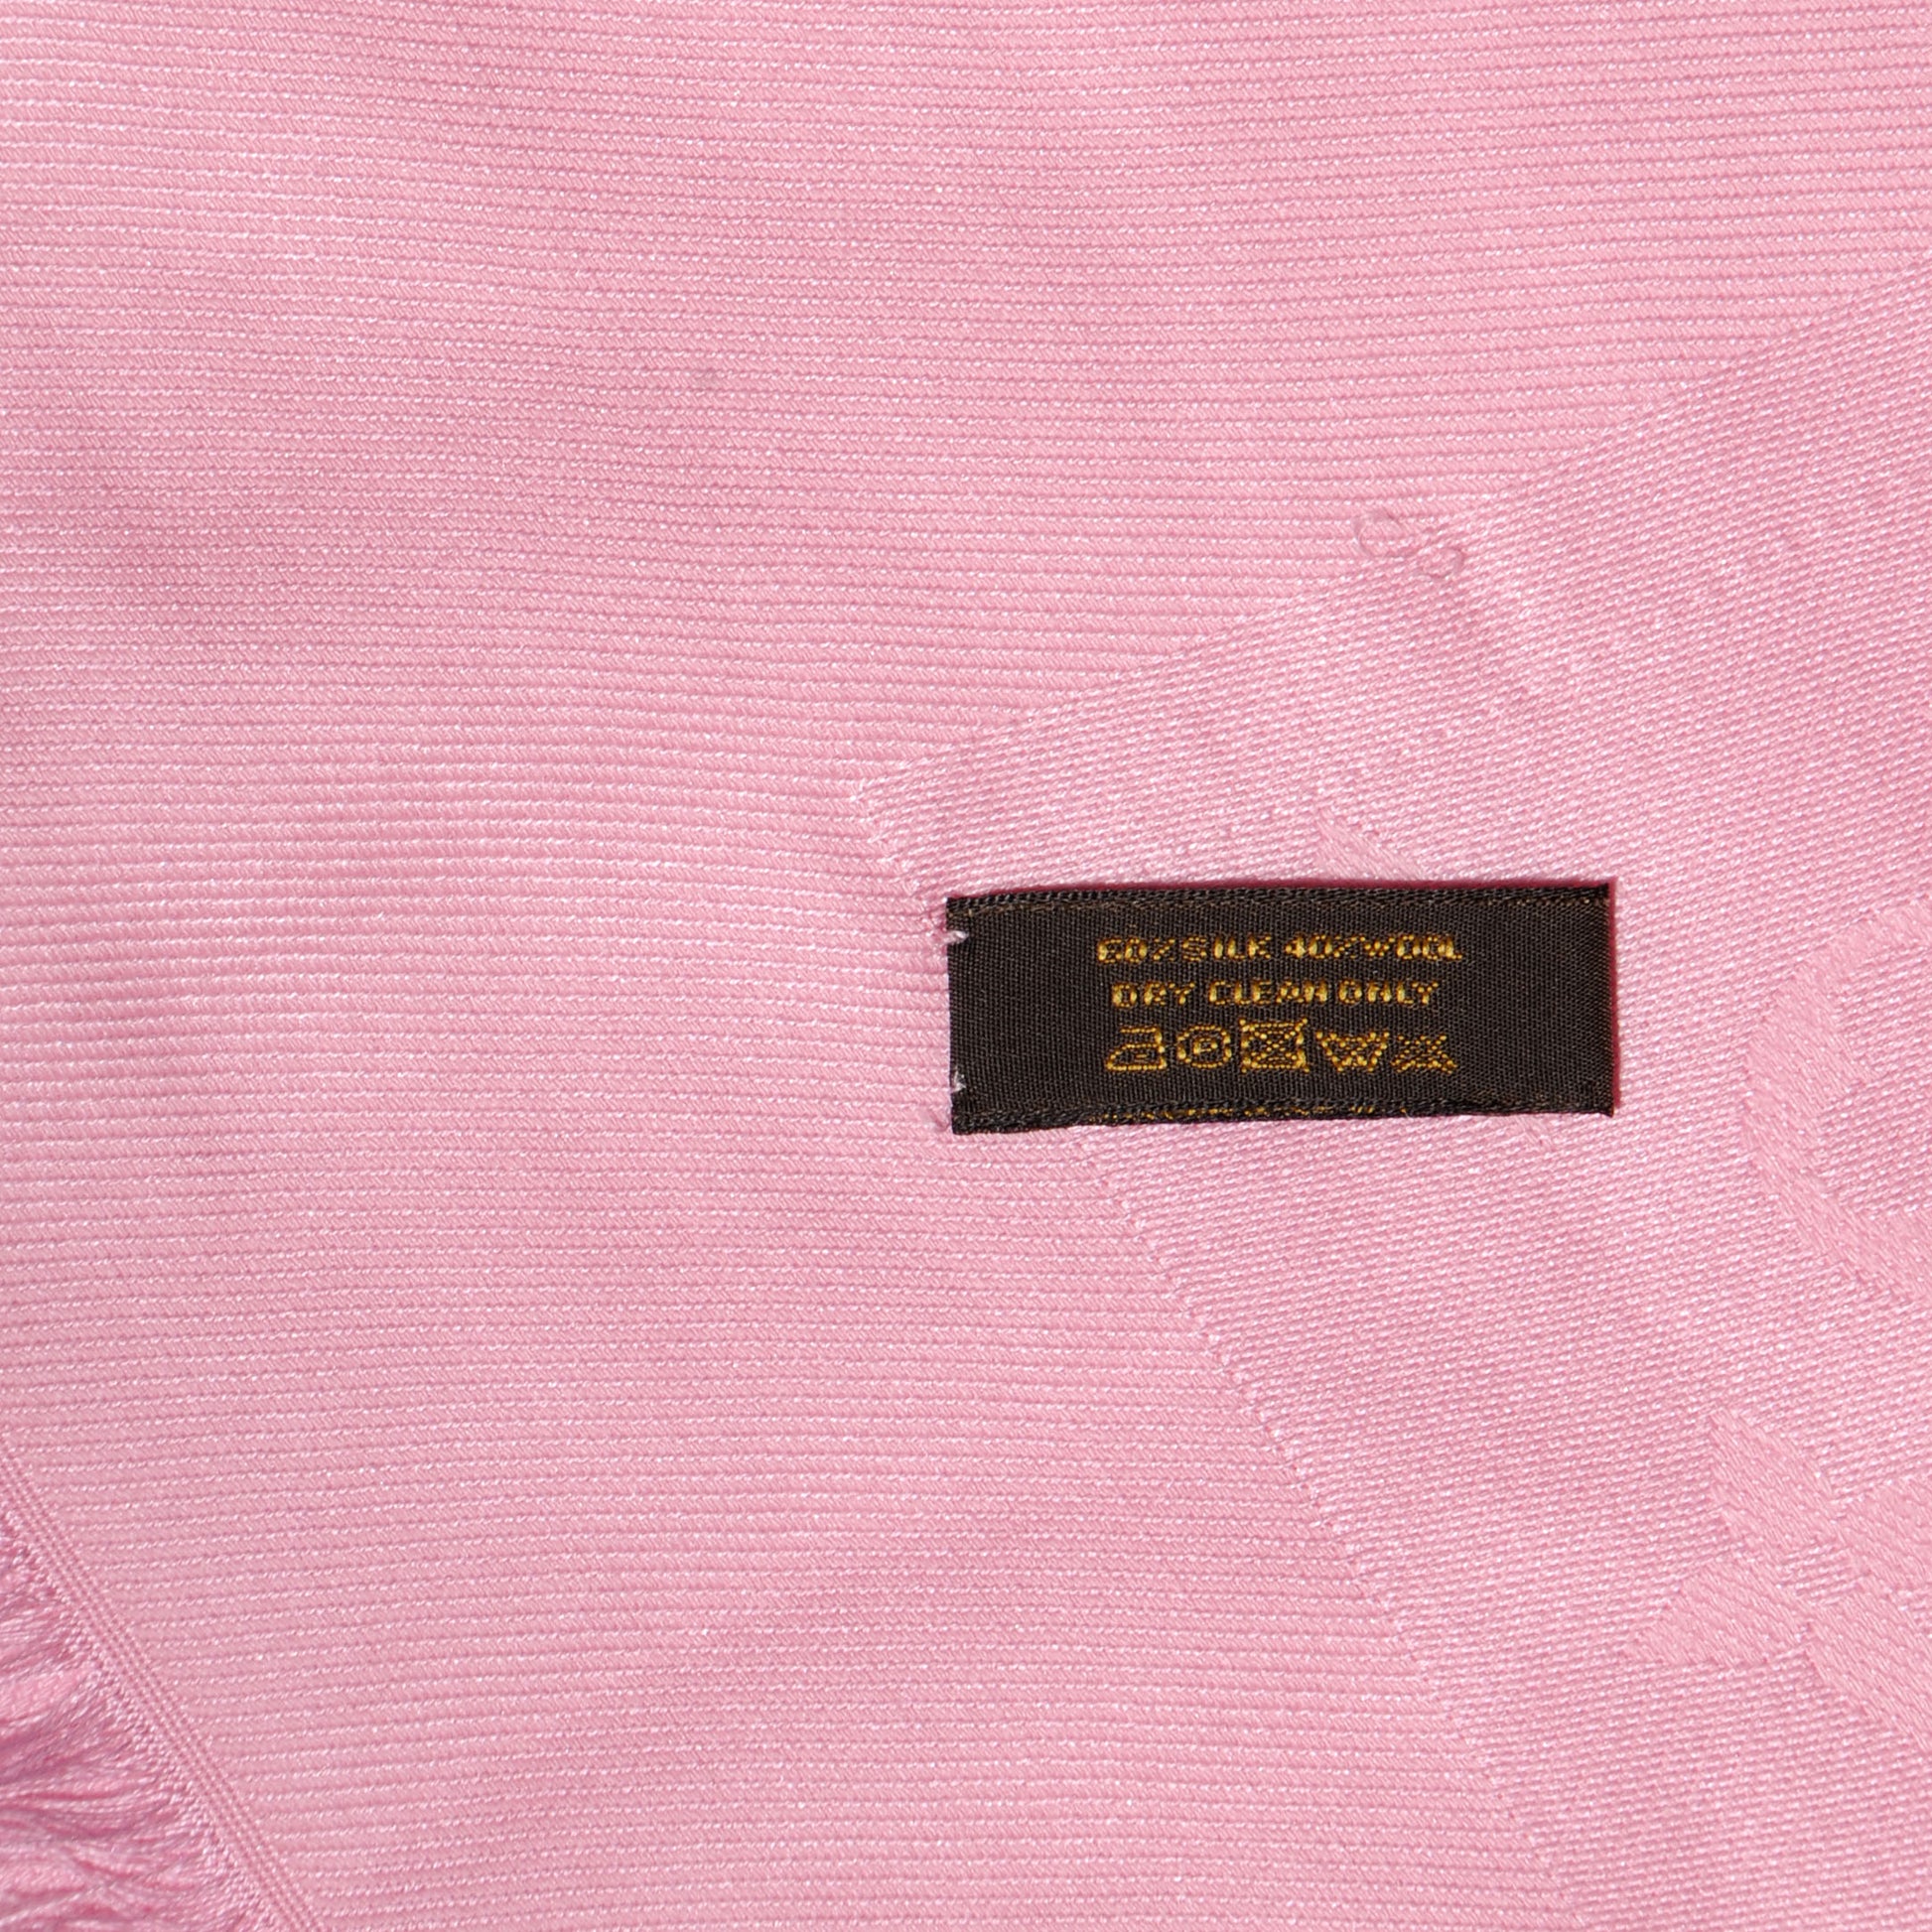 60% SILK 40% WOOL
DRY CLEAN ONLY